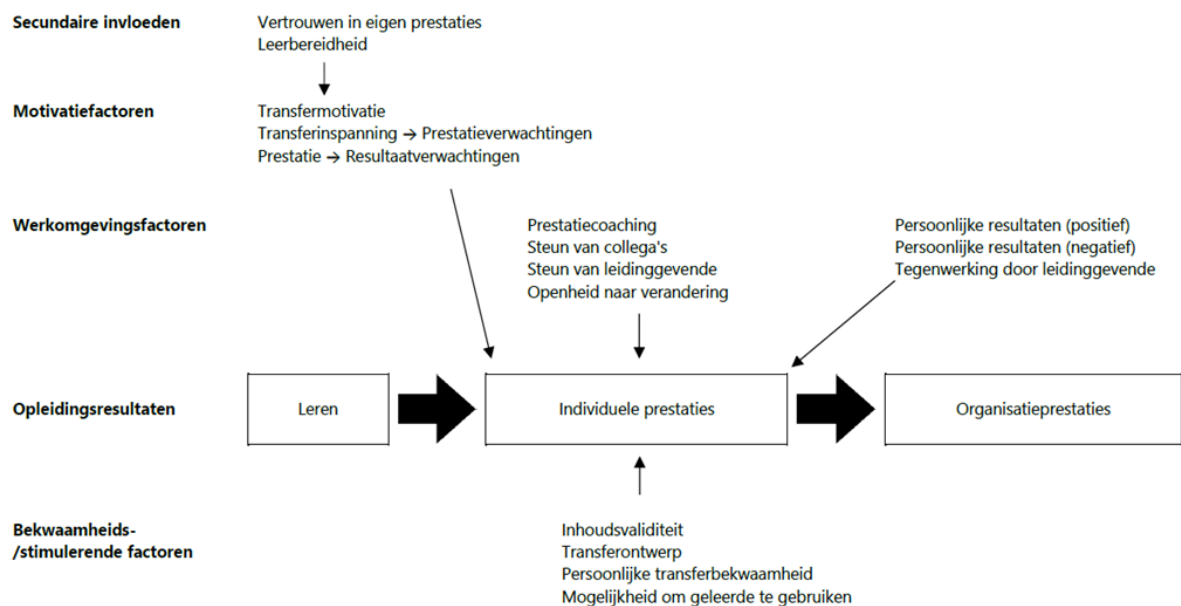 Secundaire invloeden
Vertrouwen in eigen prestaties
Leerbereidheid
Motivatiefactoren
Transfermotivatie
Transferinspanning → Prestatieverwachtingen
Prestatie → Resultaatverwachtingen
Werkomgevingsfactoren
Prestatiecoaching
Steun van collega's
Steun van leidinggevende
Openheid naar verandering
Persoonlijke resultaten (positief)
Persoonlijke resultaten (negatief)
Tegenwerking door leidinggevende
Opleidingsresultaten
Leren
Individuele prestaties
Organisatieprestaties
Bekwaamheids-
/stimulerende factoren
Inhoudsvaliditeit
Transferontwerp
Persoonlijke transferbekwaamheid
Mogelijkheid om geleerde te gebruiken